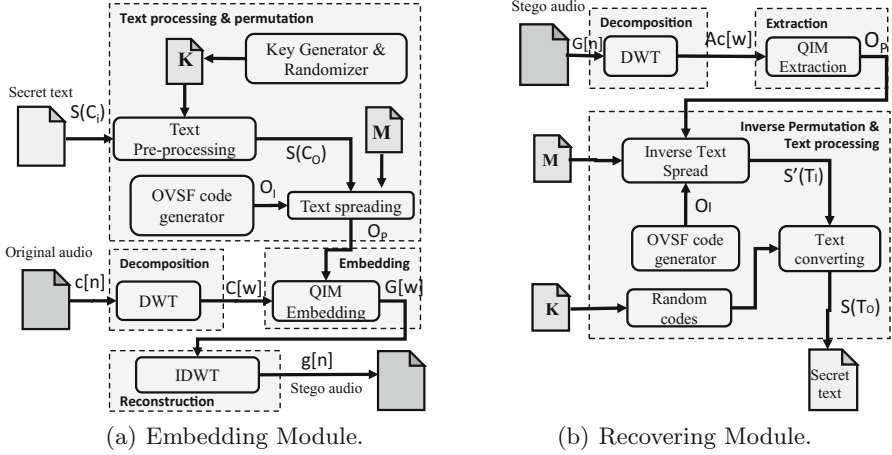 Text processing & permutation
K
Key Generator &
Randomizer
Secret text
S(Ci)
Text
Pre-processing
S(CO)
M
OVSF code
generator
OI
Text spreading
OP
Original audio
c[n]
Decomposition
DWT
C[w]
Embedding
QIM
Embedding
G[w]
IDWT
Reconstruction
g[n]
Stego audio
(a) Embedding Module.
Stego audio
G[n]
Decomposition
DWT
Ac[w]
Extraction
QIM
Extraction
OP
Inverse Permutation &
Text processing
M
Inverse Text
Spread
S'(TI)
OI
OVSF code
generator
Text
converting
K
Random
codes
S(TO)
Secret
text
(b) Recovering Module.